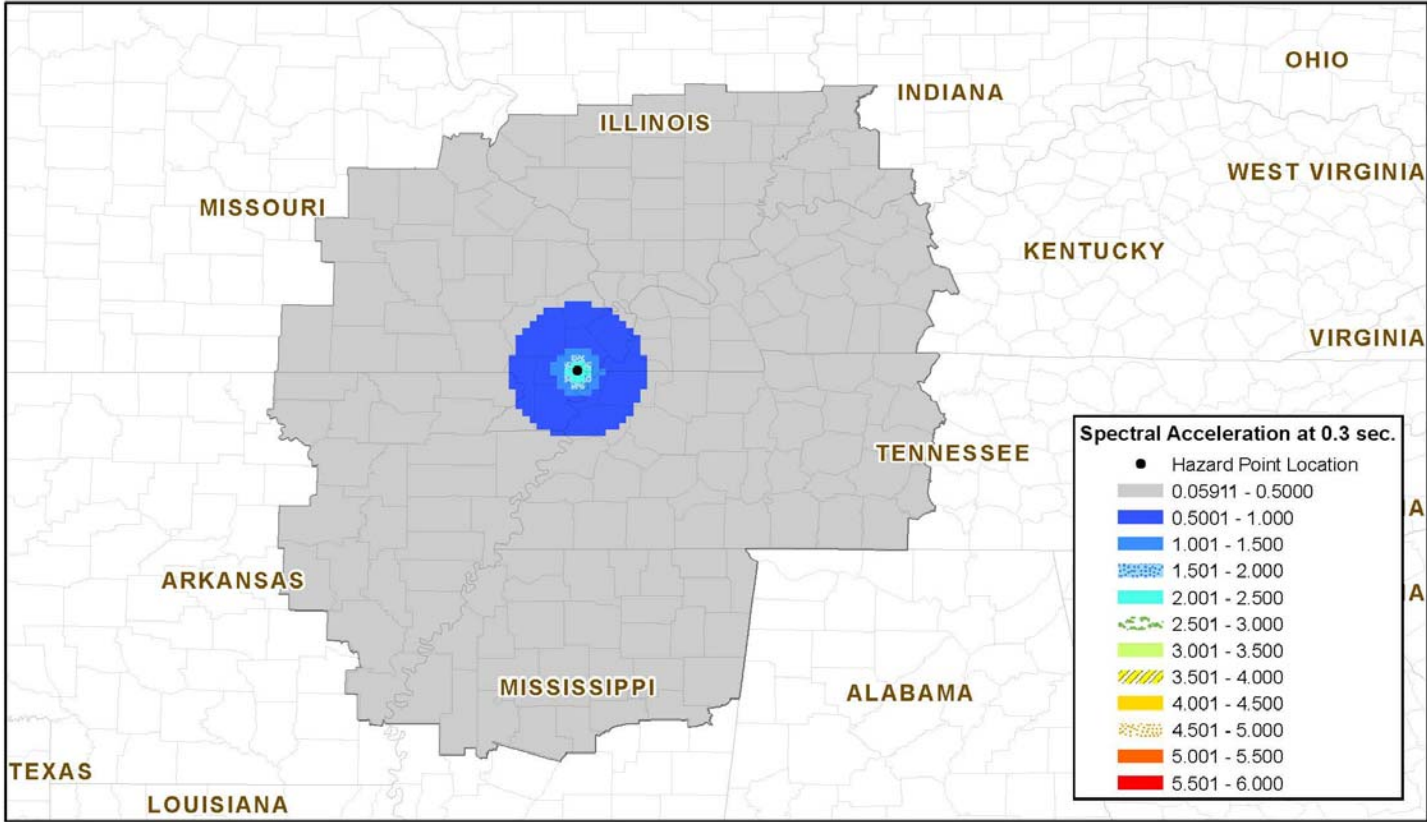 OHIO
INDIANA
ILLINOIS
WEST VIRGINIA
MISSOURI
KENTUCKY
VIRGINIA
TENNESSEE
ARKANSAS
MISSISSIPPI
ALABAMA
TEXAS
LOUISIANA
A
A
Spectral Acceleration at 0.3 sec.
Hazard Point Location
0.05911 - 0.5000
0.5001 - 1.000
1.001 - 1.500
1.501 - 2.000
2.001 - 2.500
2.501 - 3.000
3.001 - 3.500
3.501 - 4.000
4.001 - 4.500
4.501 - 5.000
5.001 - 5.500
5.501 - 6.000